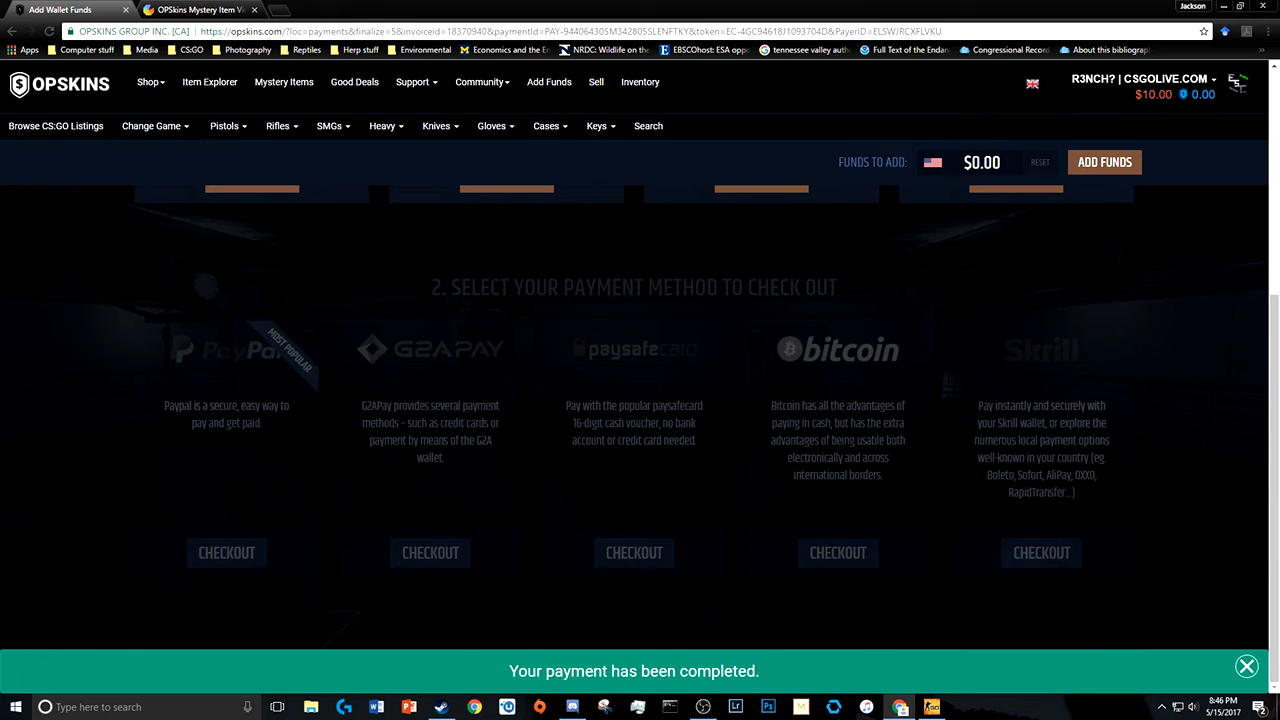 Jackson
Add Wallet Funds
OPSkins Mystery Item V
OPSKINS GROUP INC. [CA]
https://opskins.com/?loc=payments&finalize=5&invoiceid=18370940&paymentId=PAY-944064305M342805SLENFTKY&token=EC-4GC94618J1093704D&PayerID=ELSWJRCXFLVKU
Apps Computer stuff Media CS:GO Photography Reptiles Herp stuff Environmental Economics and the En NRDC: Wildlife on the EBSCOhost: ESA oppo tennessee valley autho Full Text of the Endan Congressional Record About this bibliograp
OPSKINS
Shop Item Explorer Mystery Items Good Deals Support Community Add Funds Sell Inventory
R3NCH? | CSGOLIVE.COM
$10.00 0.00
Browse CS:GO Listings Change Game Pistols Rifles SMGs Heavy Knives Gloves Cases Keys Search
FUNDS TO ADD: $0.00 RESET ADD FUNDS
2. SELECT YOUR PAYMENT METHOD TO CHECK OUT
MOST POPULAR
PayPal
G2A PAY
paysafecard
bitcoin
Skrill
Paypal is a secure, easy way to
pay and get paid.
G2APay provides several payment
methods - such as credit cards or
payment by means of the G2A
wallet.
Pay with the popular paysafecard
16-digit cash voucher, no bank
account or credit card needed.
Bitcoin has all the advantages of
paying in cash, but has the extra
advantages of being usable both
electronically and across
international borders.
Pay instantly and securely with
your Skrill wallet, or explore the
numerous local payment options
well-known in your country (eg.
Boleto, Sofort, AliPay, OXXO,
RapidTransfer...)
CHECKOUT CHECKOUT CHECKOUT CHECKOUT CHECKOUT
Your payment has been completed.
Type here to search
8:46 PM
5/15/2017